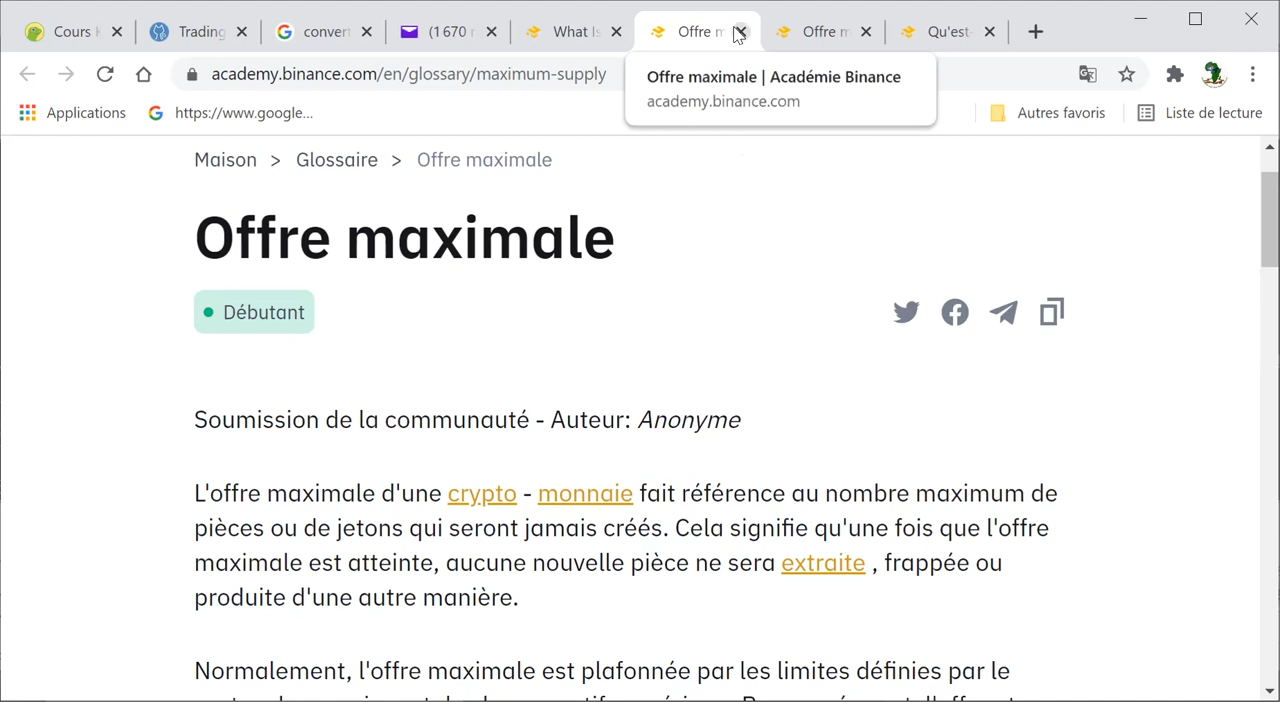 Cours
Trading
convert
(1 670
What Is
Offre m
Offre m
Qu'est-
academy.binance.com/en/glossary/maximum-supply
Offre maximale | Académie Binance
academy.binance.com
Applications
https://www.google...
Autres favoris
Liste de lecture
Maison > Glossaire > Offre maximale
Offre maximale
Débutant
Soumission de la communauté - Auteur: Anonyme
L'offre maximale d'une crypto - monnaie fait référence au nombre maximum de
pièces ou de jetons qui seront jamais créés. Cela signifie qu'une fois que l'offre
maximale est atteinte, aucune nouvelle pièce ne sera extraite , frappée ou
produite d'une autre manière.
Normalement, l'offre maximale est plafonnée par les limites définies par le